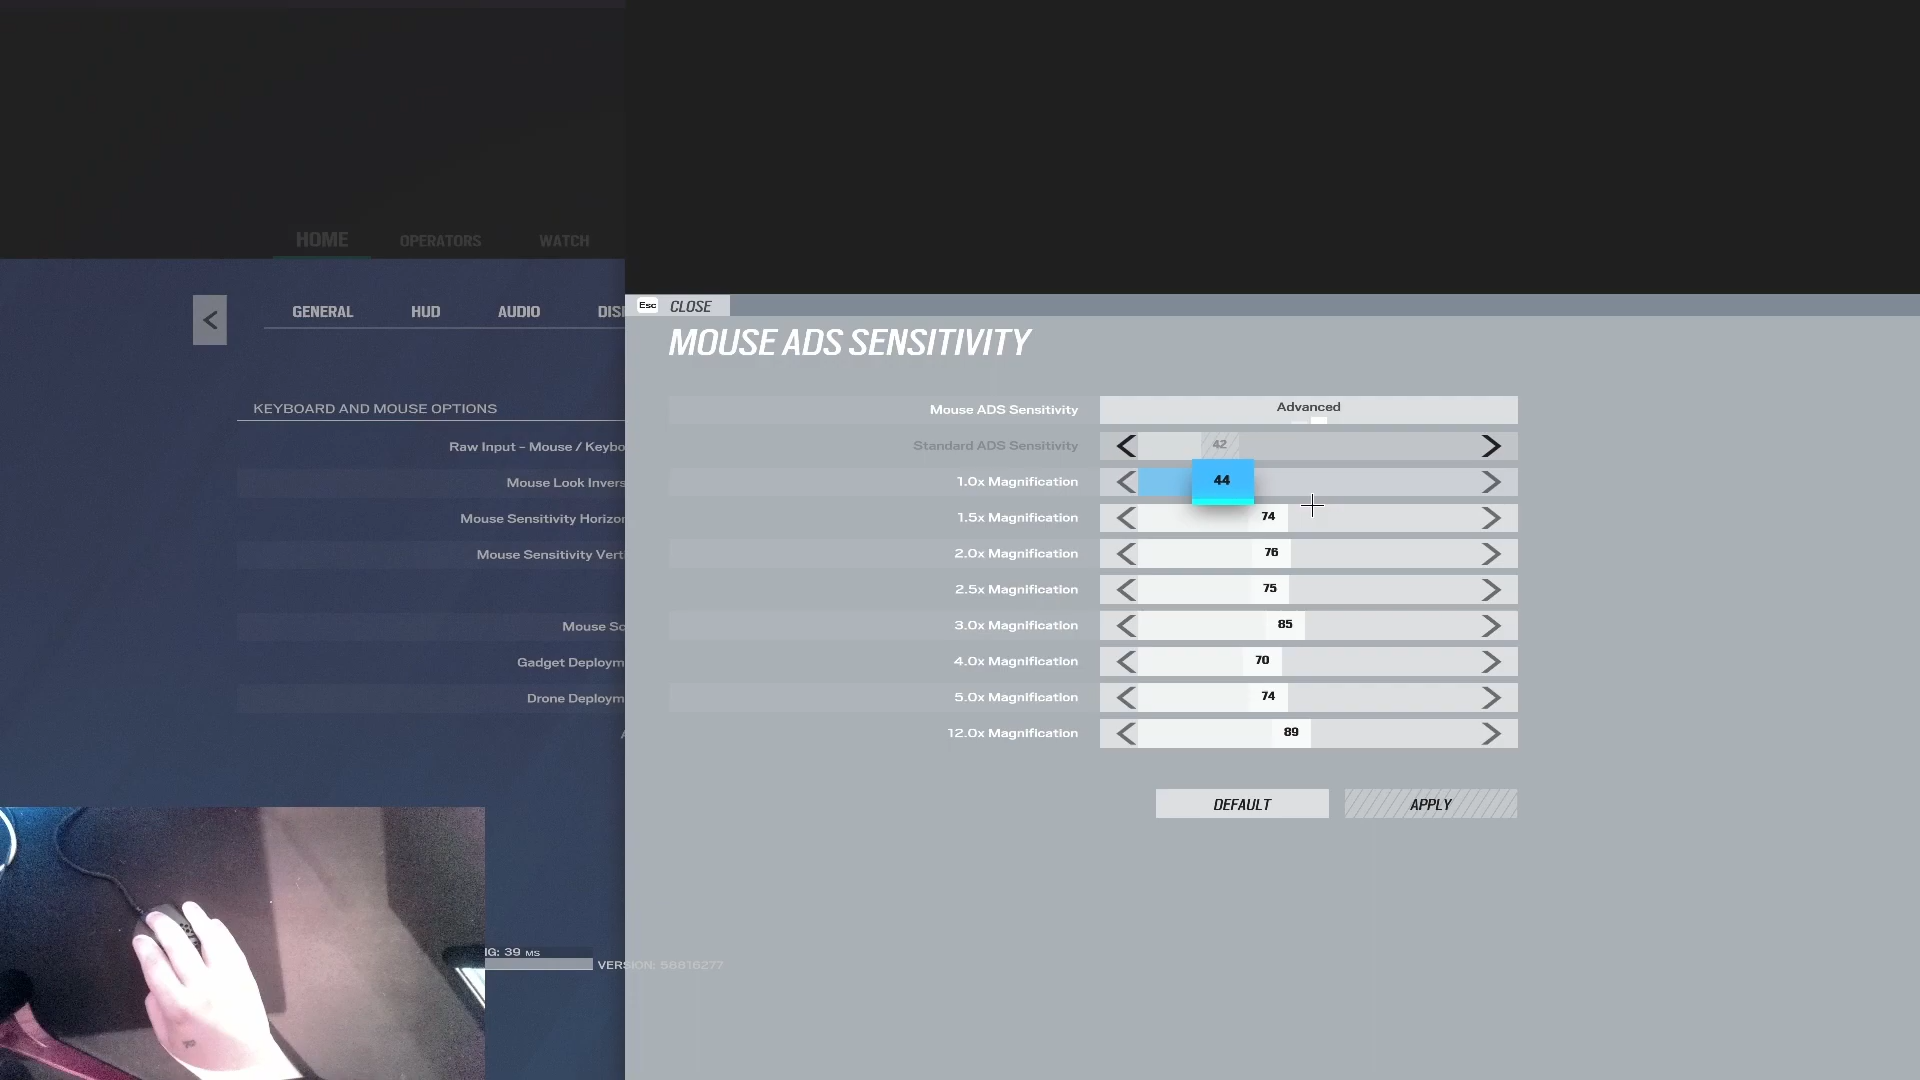 HOME OPERATORS WATCH
GENERAL HUD AUDIO DIS
Esc CLOSE
MOUSE ADS SENSITIVITY
KEYBOARD AND MOUSE OPTIONS
Raw Input - Mouse / Keybo
Mouse Look Invers
Mouse Sensitivity Horizon
Mouse Sensitivity Verti
Mouse Sc
Gadget Deploym
Drone Deploym
Mouse ADS Sensitivity Advanced
Standard ADS Sensitivity 42
1.0x Magnification 44
1.5x Magnification 74
2.0x Magnification 76
2.5x Magnification 75
3.0x Magnification 85
4.0x Magnification 70
5.0x Magnification 74
12.0x Magnification 89
DEFAULT APPLY
IG: 39 MS
VERSION: 56816277